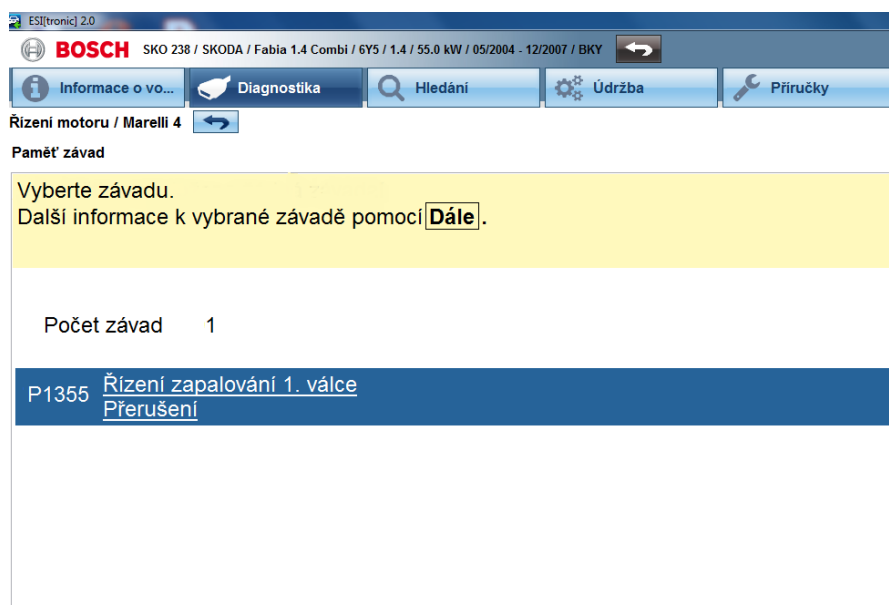 ESI[tronic] 2.0
BOSCH SKO 238 / SKODA / Fabia 1.4 Combi / 6Y5 / 1.4 / 55.0 kW / 05/2004 - 12/2007 / BKY
Informace o vo... Diagnostika Hledání Údržba Příručky
Řízení motoru / Marelli 4
Paměť závad
Vyberte závadu.
Další informace k vybrané závadě pomocí Dále .
Počet závad 1
P1355 Řízení zapalování 1. válce
Přerušení